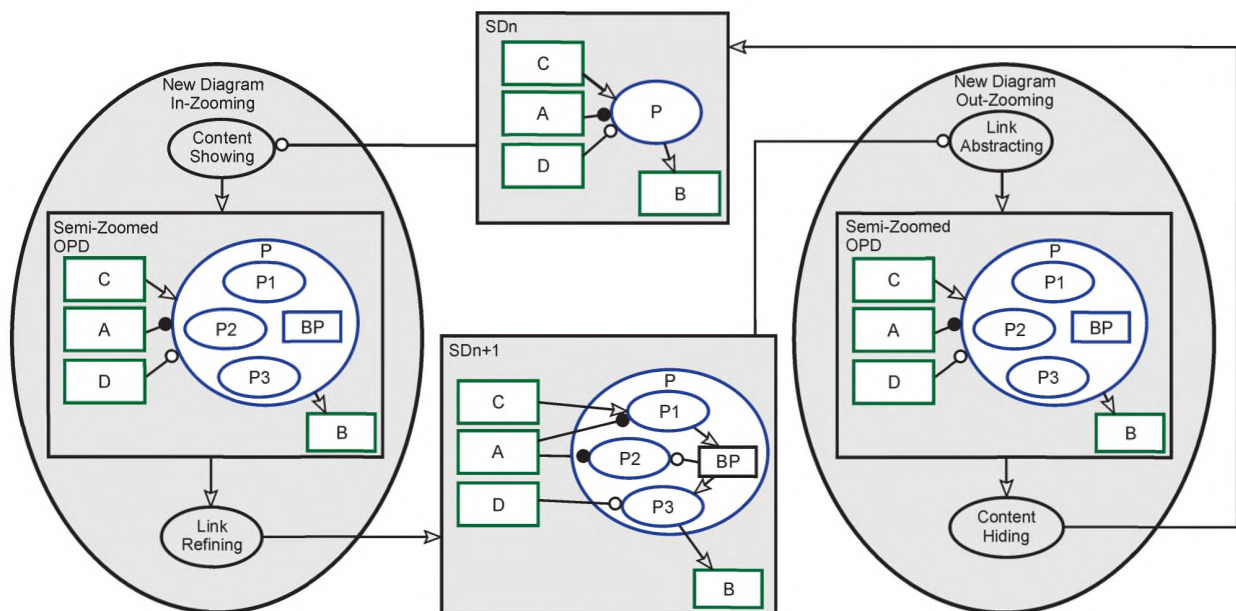 New Diagram
In-Zooming
Content
Showing
Semi-Zoomed
OPD
C
A
D
P
P1
P2
BP
P3
B
Link
Refining
SDn
C
A
D
P
B
SDn+1
C
A
D
P
P1
P2
BP
P3
B
New Diagram
Out-Zooming
Link
Abstracting
Semi-Zoomed
OPD
C
A
D
P
P1
P2
BP
P3
B
Content
Hiding